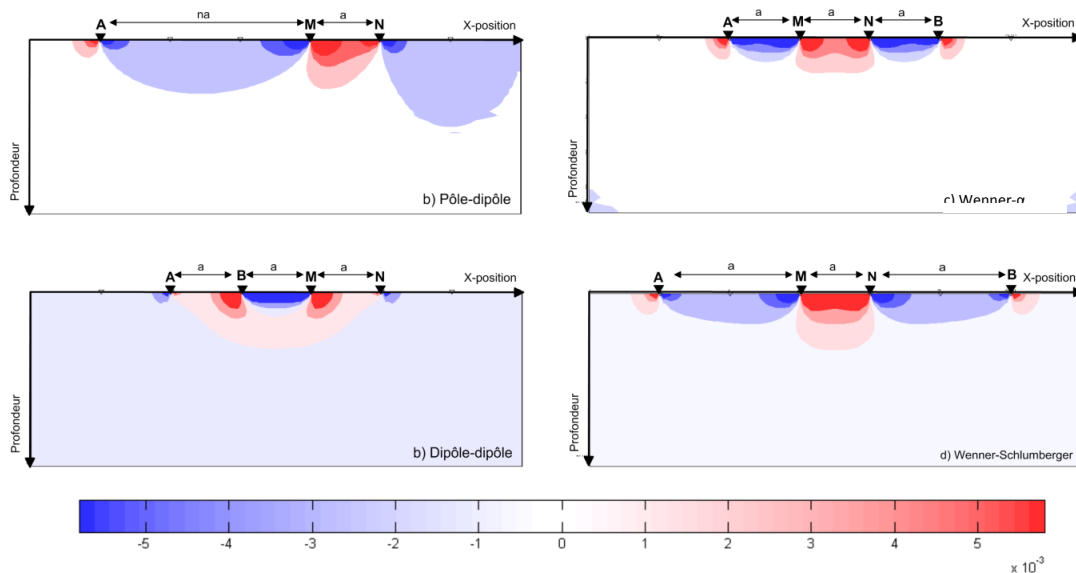 na
a
A
M
N
X-position
Profondeur
b) Pôle-dipôle
a
a
a
A
M
N
B
X-position
Profondeur
c) Wenner-α
a
a
a
A
B
M
N
X-position
Profondeur
b) Dipôle-dipôle
a
a
a
A
M
N
B
X-position
Profondeur
d) Wenner-Schlumberger
-5 -4 -3 -2 -1 0 1 2 3 4 5
x 10⁻³